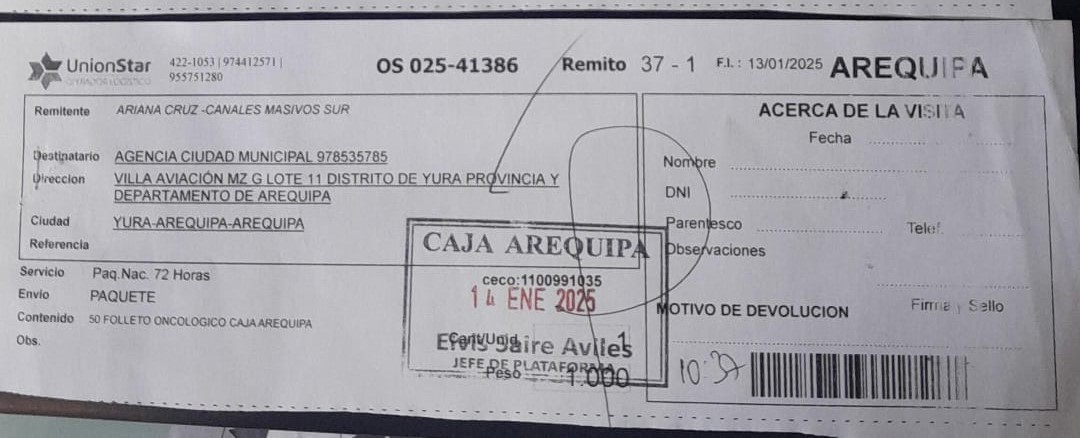 UnionStar
OPERADOR LOGISTICO
422-1053 | 974412571 |
955751280
OS 025-41386
Remito 37 - 1
F.I. : 13/01/2025
AREQUIPA
Remitente ARIANA CRUZ -CANALES MASIVOS SUR
Destinatario AGENCIA CIUDAD MUNICIPAL 978535785
Direccion VILLA AVIACIÓN MZ G LOTE 11 DISTRITO DE YURA PROVINCIA Y
DEPARTAMENTO DE AREQUIPA
Ciudad YURA-AREQUIPA-AREQUIPA
Referencia
Servicio Paq.Nac. 72 Horas
Envio PAQUETE
Contenido 50 FOLLETO ONCOLOGICO CAJA AREQUIPA
Obs.
CAJA AREQUIPA
ceco:1100991035
14 ENE 2025
Cant/Ugid 1
Elvis Saire Aviles
JEFE DE PLATAFORMA
Peso 1.000
ACERCA DE LA VISITA
Fecha
Nombre
DNI
Parentesco Telef.
Observaciones
Firma y Sello
MOTIVO DE DEVOLUCION
10:37